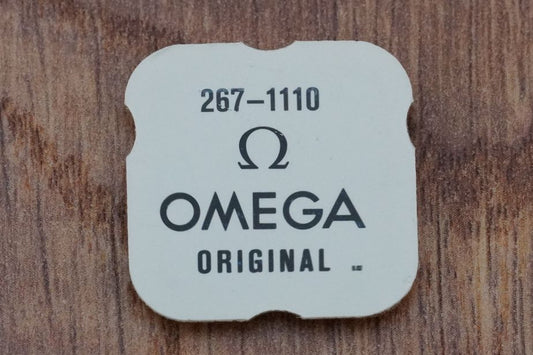 267-1110
Ω
OMEGA
ORIGINAL